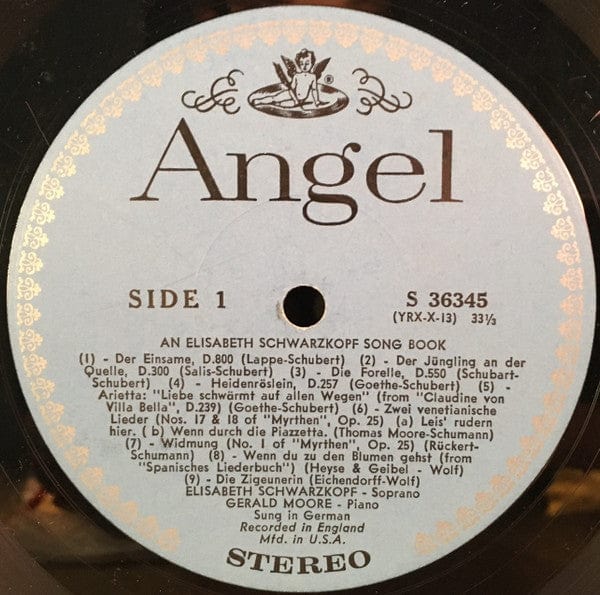 ®
Angel
SIDE 1
S 36345
(YRX-X-13) 33⅓
AN ELISABETH SCHWARZKOPF SONG BOOK
(1) - Der Einsame, D.800 (Lappe-Schubert) (2) - Der Jüngling an der
Quelle, D.300 (Salis-Schubert) (3) - Die Forelle, D.550 (Schubart-
Schubert) (4) - Heidenröslein, D.257 (Goethe-Schubert) (5) -
Arietta: "Liebe schwärmt auf allen Wegen" (from "Claudine von
Villa Bella", D.239) (Goethe-Schubert) (6) - Zwei venetianische
Lieder (Nos. 17 & 18 of "Myrthen", Op. 25) (a) Leis' rudern
hier. ( b) Wenn durch die Piazzetta. (Thomas Moore-Schumann)
(7) - Widmung (No. 1 of "Myrthen", Op. 25) (Rückert-
Schumann) (8) - Wenn du zu den Blumen gehst (from
"Spanisches Liederbuch") (Heyse & Geibel - Wolf)
(9) - Die Zigeunerin (Eichendorff-Wolf)
ELISABETH SCHWARZKOPF - Soprano
GERALD MOORE - Piano
Sung in German
Recorded in England
Mfd. in U.S.A.
STEREO